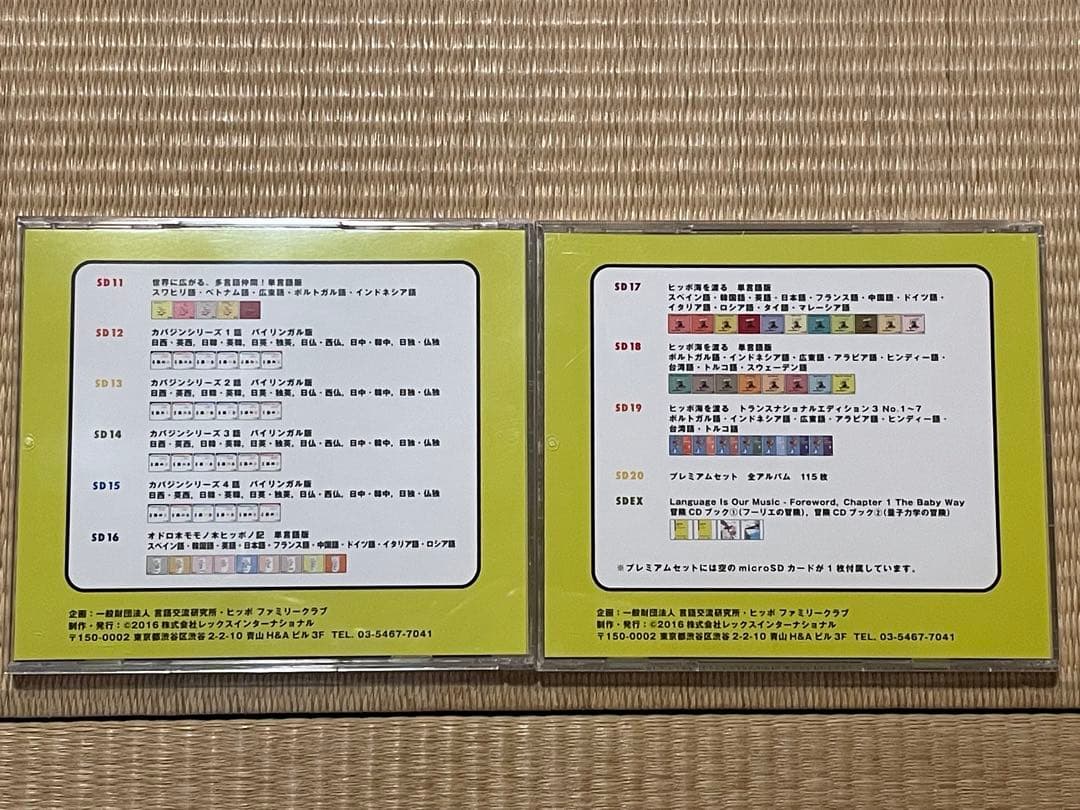 SD11 世界に広がる、多言語仲間！単言語版
スワヒリ語・ベトナム語・広東語・ポルトガル語・インドネシア語
SD12 カバジンシリーズ1話 バイリンガル版
日西・英西, 日韓・英韓, 日英・独英, 日仏・西仏, 日中・韓中, 日独・仏独
SD13 カバジンシリーズ2話 バイリンガル版
日西・英西, 日韓・英韓, 日英・独英, 日仏・西仏, 日中・韓中, 日独・仏独
SD14 カバジンシリーズ3話 バイリンガル版
日西・英西, 日韓・英韓, 日英・独英, 日仏・西仏, 日中・韓中, 日独・仏独
SD15 カバジンシリーズ4話 バイリンガル版
日西・英西, 日韓・英韓, 日英・独英, 日仏・西仏, 日中・韓中, 日独・仏独
SD16 オドロ木モモノ木ヒッポノ記 単言語版
スペイン語・韓国語・英語・日本語・フランス語・中国語・ドイツ語・イタリア語・ロシア語
企画：一般財団法人 言語交流研究所・ヒッポ ファミリークラブ
制作・発行：©2016 株式会社レックスインターナショナル
〒150-0002 東京都渋谷区渋谷 2-2-10 青山 H&A ビル 3F TEL. 03-5467-7041
SD17 ヒッポ海を渡る 単言語版
スペイン語・韓国語・英語・日本語・フランス語・中国語・ドイツ語・
イタリア語・ロシア語・タイ語・マレーシア語
SD18 ヒッポ海を渡る 単言語版
ポルトガル語・インドネシア語・広東語・アラビア語・ヒンディー語・
台湾語・トルコ語・スウェーデン語
SD19 ヒッポ海を渡る トランスナショナルエディション3 No.1〜7
ポルトガル語・インドネシア語・広東語・アラビア語・ヒンディー語・
台湾語・トルコ語
SD20 プレミアムセット 全アルバム 115枚
SDEX Language Is Our Music - Foreword, Chapter 1 The Baby Way
冒険CDブック①(フーリエの冒険), 冒険CDブック②(量子力学の冒険)
※プレミアムセットには空のmicroSDカードが1枚付属しています。
企画：一般財団法人 言語交流研究所・ヒッポ ファミリークラブ
制作・発行：©2016 株式会社レックスインターナショナル
〒150-0002 東京都渋谷区渋谷 2-2-10 青山 H&A ビル 3F TEL. 03-5467-7041